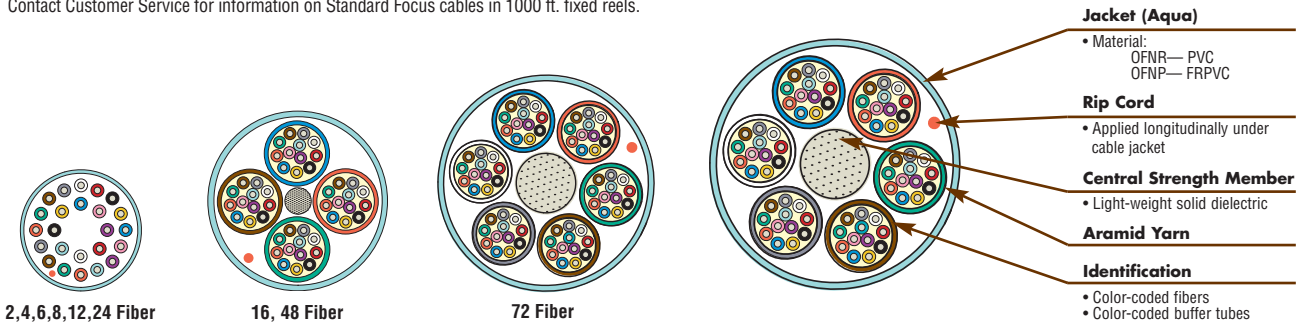 Contact Customer Service for information on Standard Focus cables in 1000 ft. fixed reels.
2,4,6,8,12,24 Fiber
16, 48 Fiber
72 Fiber
Jacket (Aqua)
• Material:
OFNR— PVC
OFNP— FRPVC
Rip Cord
• Applied longitudinally under
cable jacket
Central Strength Member
• Light-weight solid dielectric
Aramid Yarn
Identification
• Color-coded fibers
• Color-coded buffer tubes